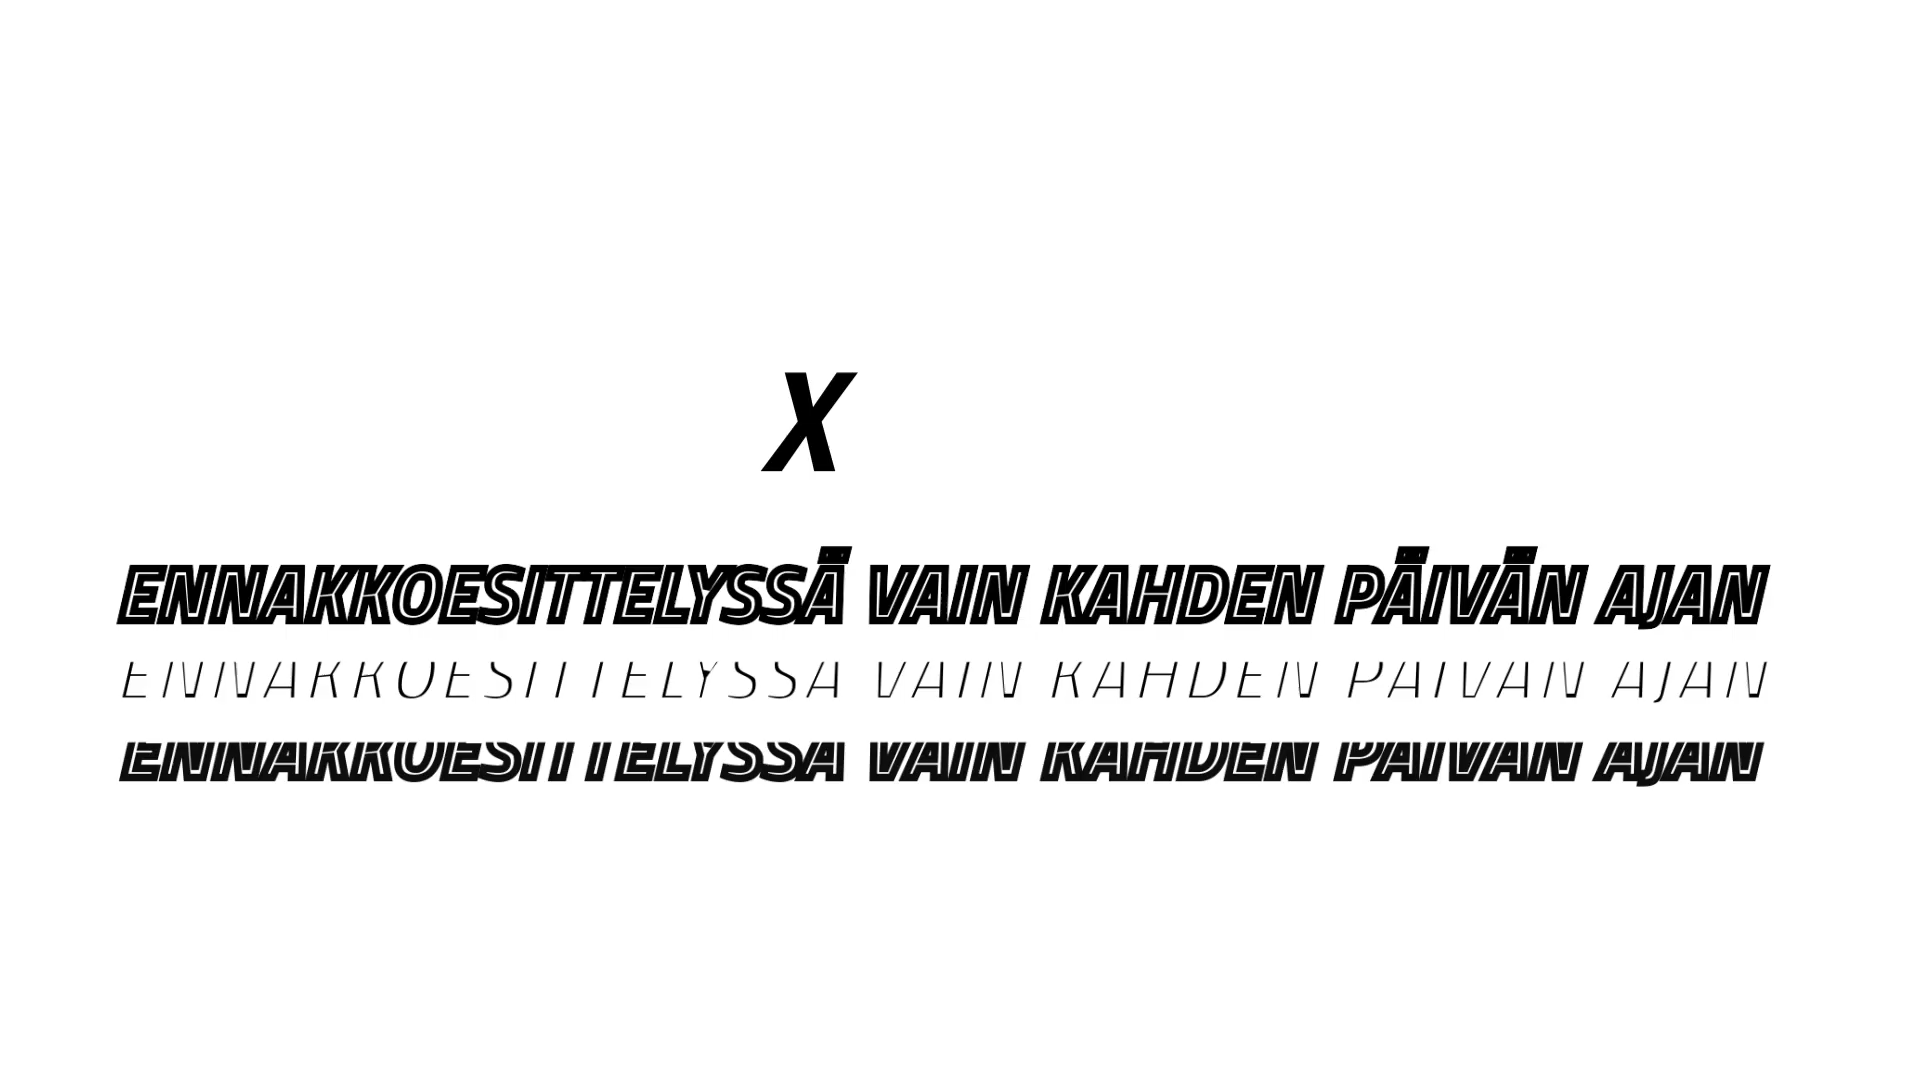 X
ENNAKKOESITTELYSSÄ VAIN KAHDEN PÄIVÄN AJAN
ENNAKKOESITTELYSSÄ VAIN KAHDEN PÄIVÄN AJAN
ENNAKKOESITTELYSSÄ VAIN KAHDEN PÄIVÄN AJAN